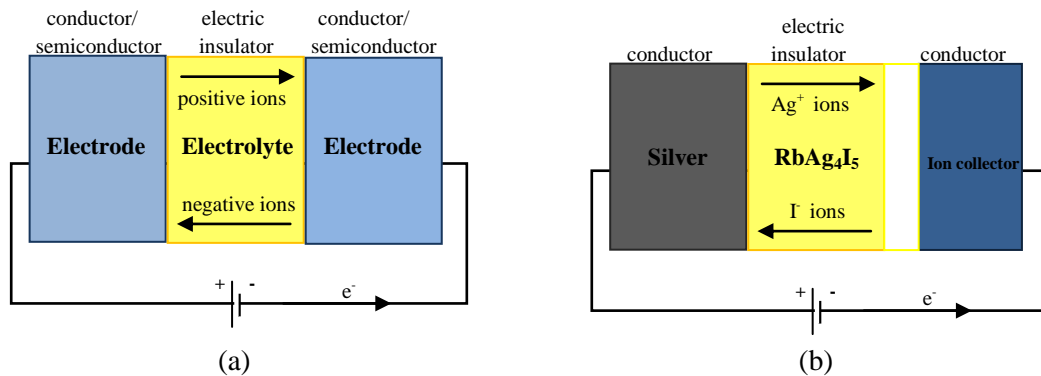 conductor/
semiconductor
electric
insulator
conductor/
semiconductor
positive ions
Electrode
Electrolyte
Electrode
negative ions
+ -
e-
(a)
conductor
electric
insulator
conductor
Ag+ ions
Silver
RbAg4I5
Ion collector
I- ions
+ -
e-
(b)